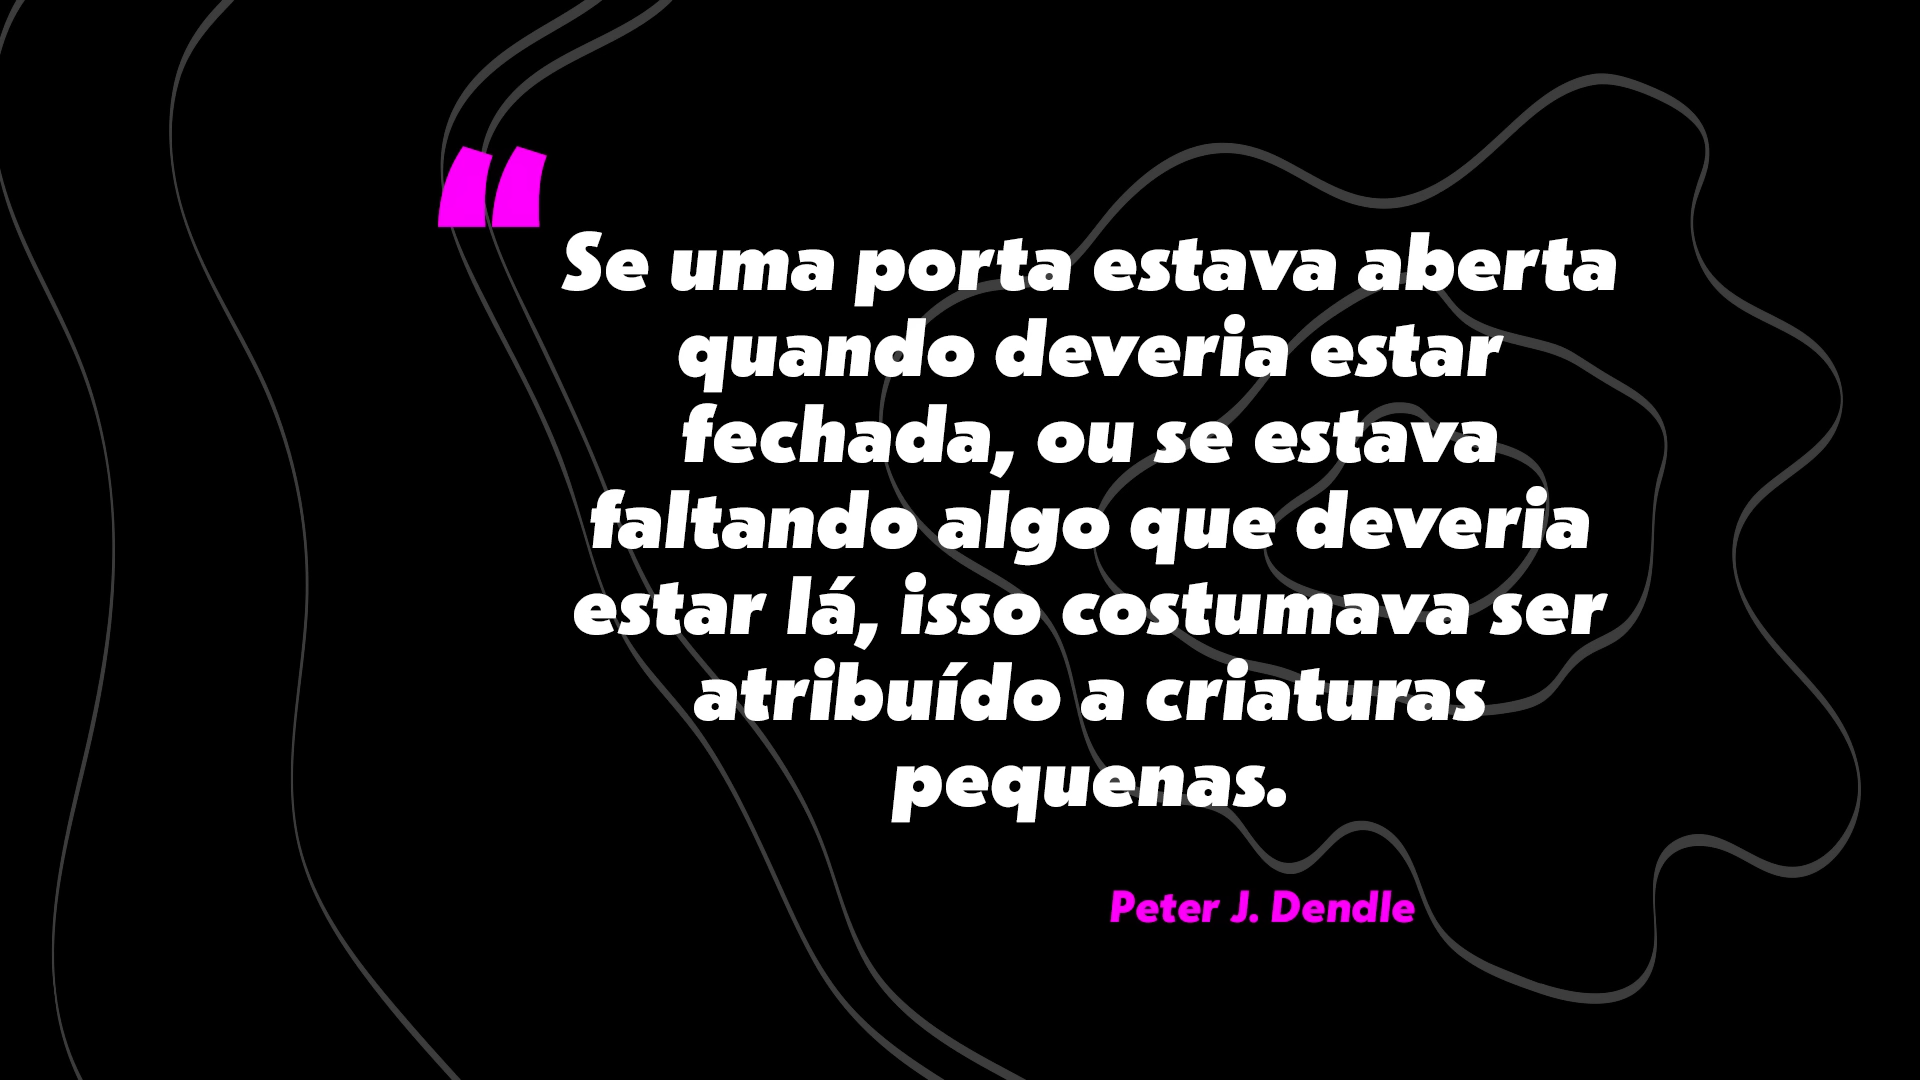 “
Se uma porta estava aberta
quando deveria estar
fechada, ou se estava
faltando algo que deveria
estar lá, isso costumava ser
atribuído a criaturas
pequenas.
Peter J. Dendle